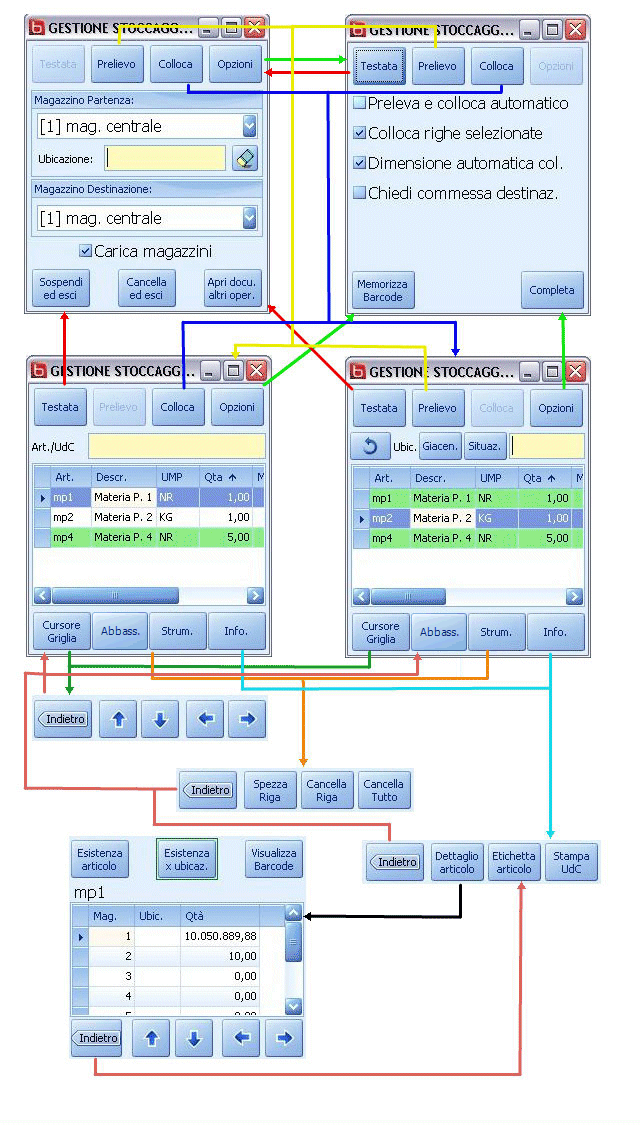 GESTIONE STOCCAGG...
Testata Prelievo Colloca Opzioni
Magazzino Partenza:
[1] mag. centrale
Ubicazione:
Magazzino Destinazione:
[1] mag. centrale
Carica magazzini
Sospendi ed esci
Cancella ed esci
Apri docu. altri oper.
GESTIONE STOCCAGG...
Testata Prelievo Colloca Opzioni
Preleva e colloca automatico
Colloca righe selezionate
Dimensione automatica col.
Chiedi commessa destinaz.
Memorizza Barcode
Completa
GESTIONE STOCCAGG...
Testata Prelievo Colloca Opzioni
Art./UdC
Art. Descr. UMP Qta M
mp1 Materia P. 1 NR 1,00
mp2 Materia P. 2 KG 1,00
mp4 Materia P. 4 NR 5,00
Cursore Griglia
Abbass.
Strum.
Info.
GESTIONE STOCCAGG...
Testata Prelievo Colloca Opzioni
Ubic. Giacen. Situaz.
Art. Descr. UMP Qta M
mp1 Materia P. 1 NR 1,00
mp2 Materia P. 2 KG 1,00
mp4 Materia P. 4 NR 5,00
Cursore Griglia
Abbass.
Strum.
Info.
Indietro
Indietro
Spezza Riga
Cancella Riga
Cancella Tutto
Indietro
Dettaglio articolo
Etichetta articolo
Stampa UdC
Esistenza articolo
Esistenza x ubicaz.
Visualizza Barcode
mp1
Mag. Ubic. Qtà
1 10.050.889,88
2 10,00
3 0,00
4 0,00
Indietro